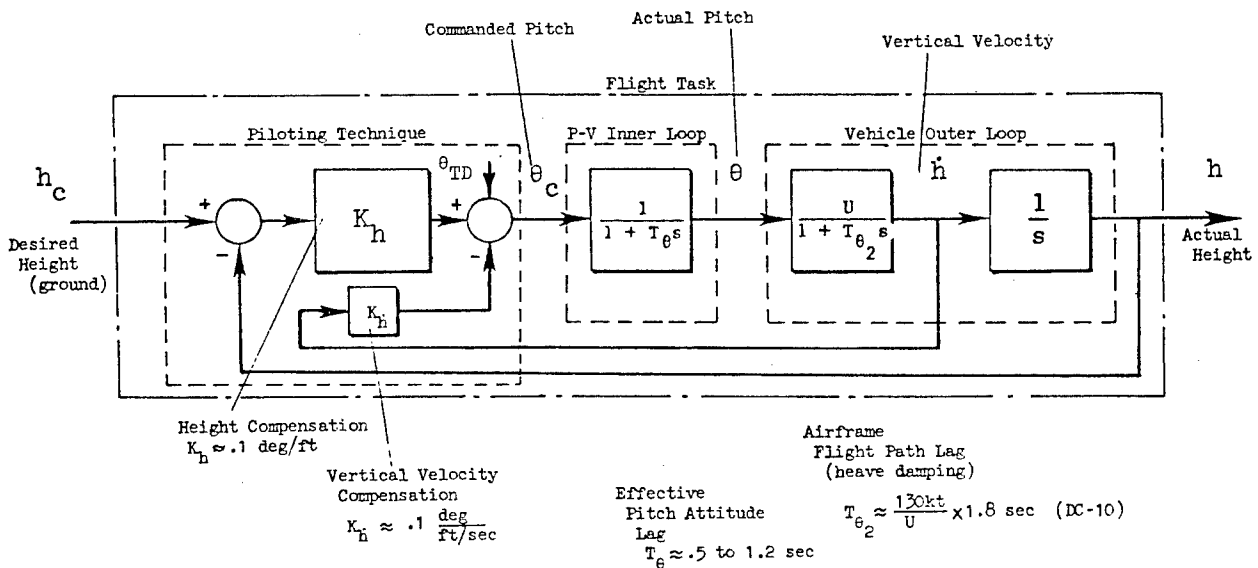 Commanded Pitch
Actual Pitch
Vertical Velocity
Flight Task
Piloting Technique
P-V Inner Loop
Vehicle Outer Loop
h_c
θ_TD
θ_c
θ
ḣ
h
+
K_h
+
1 / (1 + T_θ s)
U / (1 + T_θ₂ s)
1 / s
-
-
Desired
Height
(ground)
Actual
Height
K_ḣ
Height Compensation
K_h ≈ .1 deg/ft
Vertical Velocity
Compensation
K_ḣ ≈ .1 deg / ft/sec
Effective
Pitch Attitude
Lag
T_θ ≈ .5 to 1.2 sec
Airframe
Flight Path Lag
(heave damping)
T_θ₂ ≈ 130kt / U x 1.8 sec (DC-10)